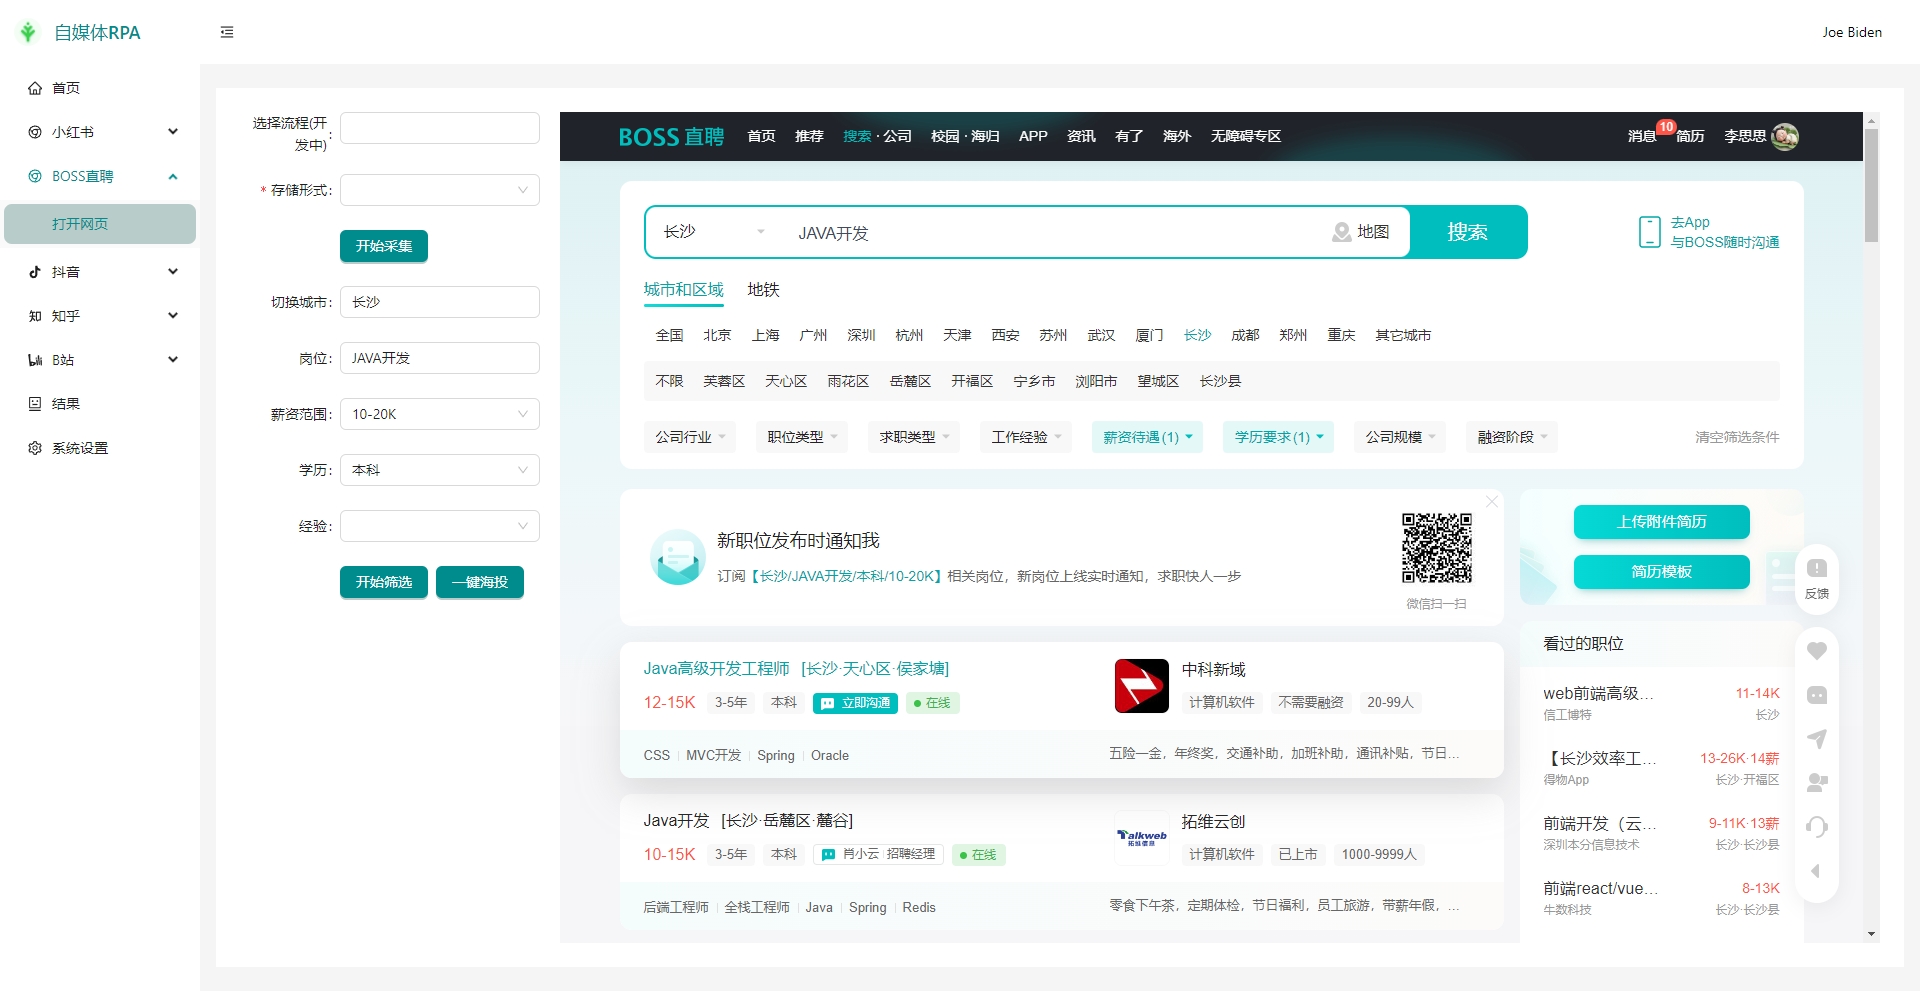 自媒体RPA
Joe Biden
首页
小红书
BOSS直聘
打开网页
抖音
知 知乎
B站
结果
系统设置
选择流程(开
发中) :
* 存储形式:
开始采集
切换城市: 长沙
岗位: JAVA开发
薪资范围: 10-20K
学历: 本科
经验:
开始筛选 一键海投
BOSS直聘 首页 推荐 搜索·公司 校园·海归 APP 资讯 有了 海外 无障碍专区 消息 10 简历 李思思
长沙 JAVA开发 地图 搜索
去App
与BOSS随时沟通
城市和区域 地铁
全国 北京 上海 广州 深圳 杭州 天津 西安 苏州 武汉 厦门 长沙 成都 郑州 重庆 其它城市
不限 芙蓉区 天心区 雨花区 岳麓区 开福区 宁乡市 浏阳市 望城区 长沙县
公司行业 职位类型 求职类型 工作经验 薪资待遇(1) 学历要求(1) 公司规模 融资阶段 清空筛选条件
新职位发布时通知我
订阅【长沙/JAVA开发/本科/10-20K】相关岗位，新岗位上线实时通知，求职快人一步
微信扫一扫
Java高级开发工程师 [长沙·天心区·侯家塘]
12-15K 3-5年 本科 立即沟通 在线
中科新域
计算机软件 不需要融资 20-99人
CSS MVC开发 Spring Oracle
五险一金，年终奖，交通补助，加班补助，通讯补贴，节日...
Java开发 [长沙·岳麓区·麓谷]
10-15K 3-5年 本科 肖小云 招聘经理 在线
Talkweb
拓维信息
拓维云创
计算机软件 已上市 1000-9999人
后端工程师 全栈工程师 Java Spring Redis
零食下午茶，定期体检，节日福利，员工旅游，带薪年假，...
上传附件简历
简历模板
反馈
看过的职位
web前端高级... 11-14K
信工博特 长沙
【长沙效率工... 13-26K·14薪
得物App 长沙·开福区
前端开发（云... 9-11K·13薪
深圳本分信息技术 长沙·长沙县
前端react/vue... 8-13K
牛数科技 长沙·长沙县